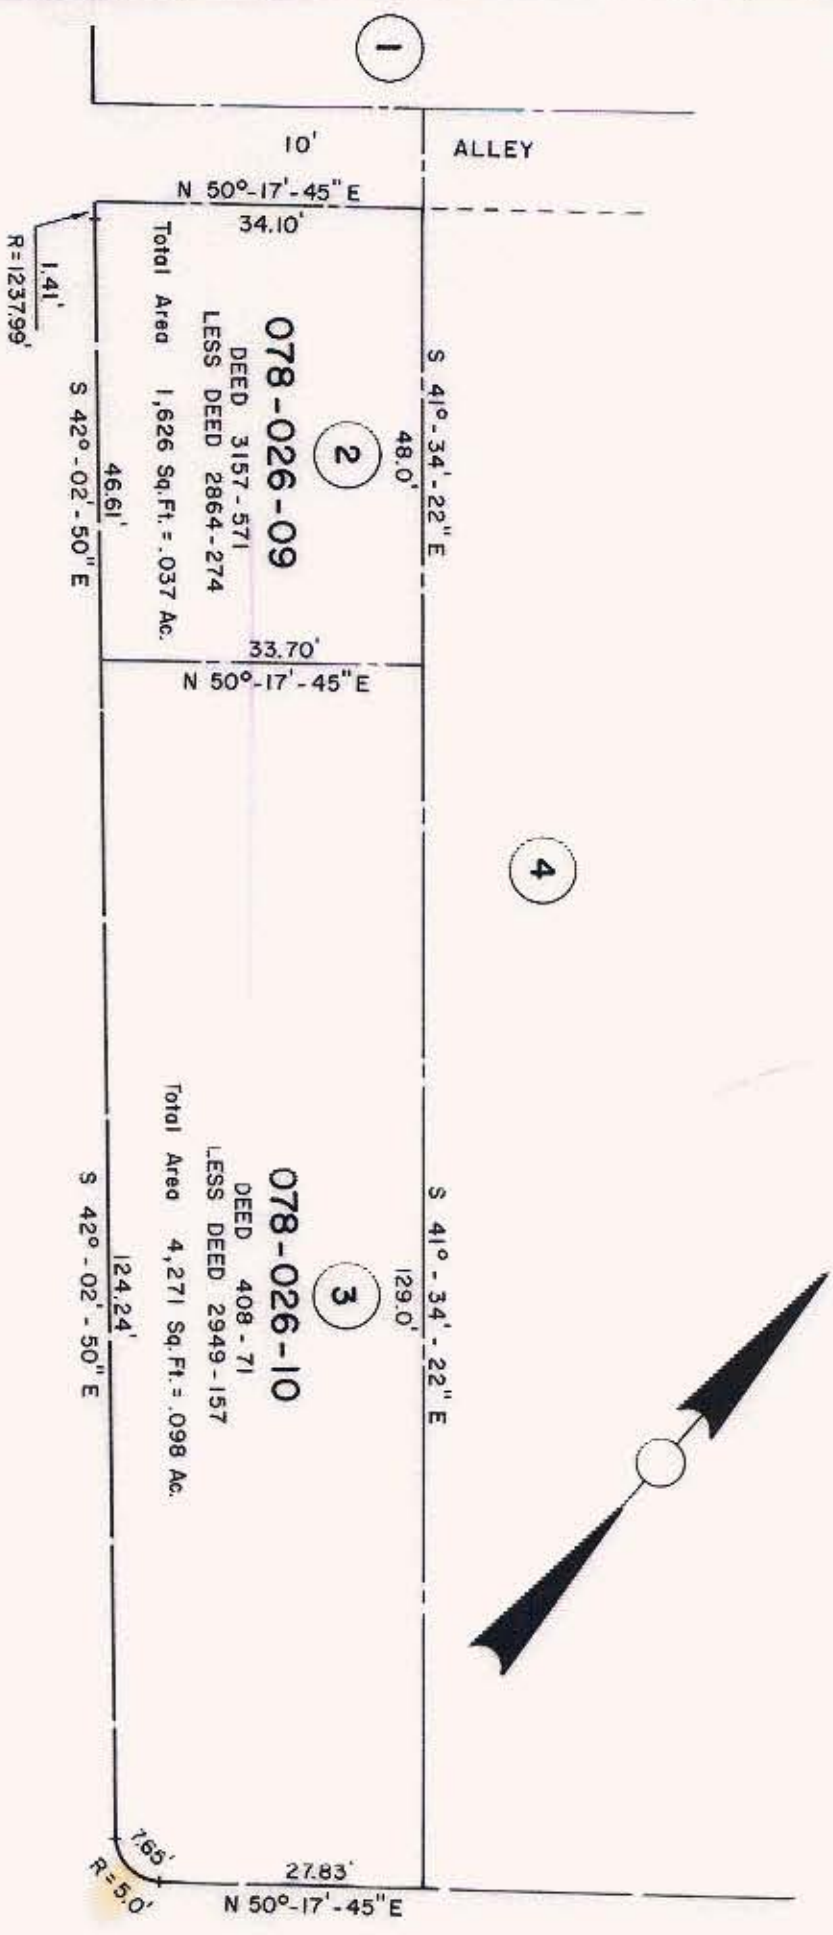 1
10'
ALLEY
N 50°-17'-45" E
34.10'
1.41'
R=1237.99'
S 41°-34'-22" E
48.0'
2
078-026-09
DEED 3157-571
LESS DEED 2864-274
Total Area 1,626 Sq.Ft. = .037 Ac.
46.61'
S 42°-02'-50" E
33.70'
N 50°-17'-45" E
4
S 41°-34'-22" E
129.0'
3
078-026-10
DEED 408-71
LESS DEED 2949-157
Total Area 4,271 Sq.Ft. = .098 Ac.
124.24'
S 42°-02'-50" E
7.65'
R=5.0'
27.83'
N 50°-17'-45" E